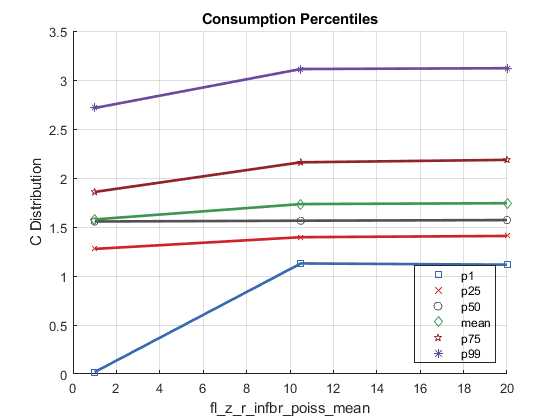 Consumption Percentiles
3.5
3
2.5
2
1.5
1
0.5
0
C Distribution
0 2 4 6 8 10 12 14 16 18 20
fl_z_r_infbr_poiss_mean
p1
p25
p50
mean
p75
p99